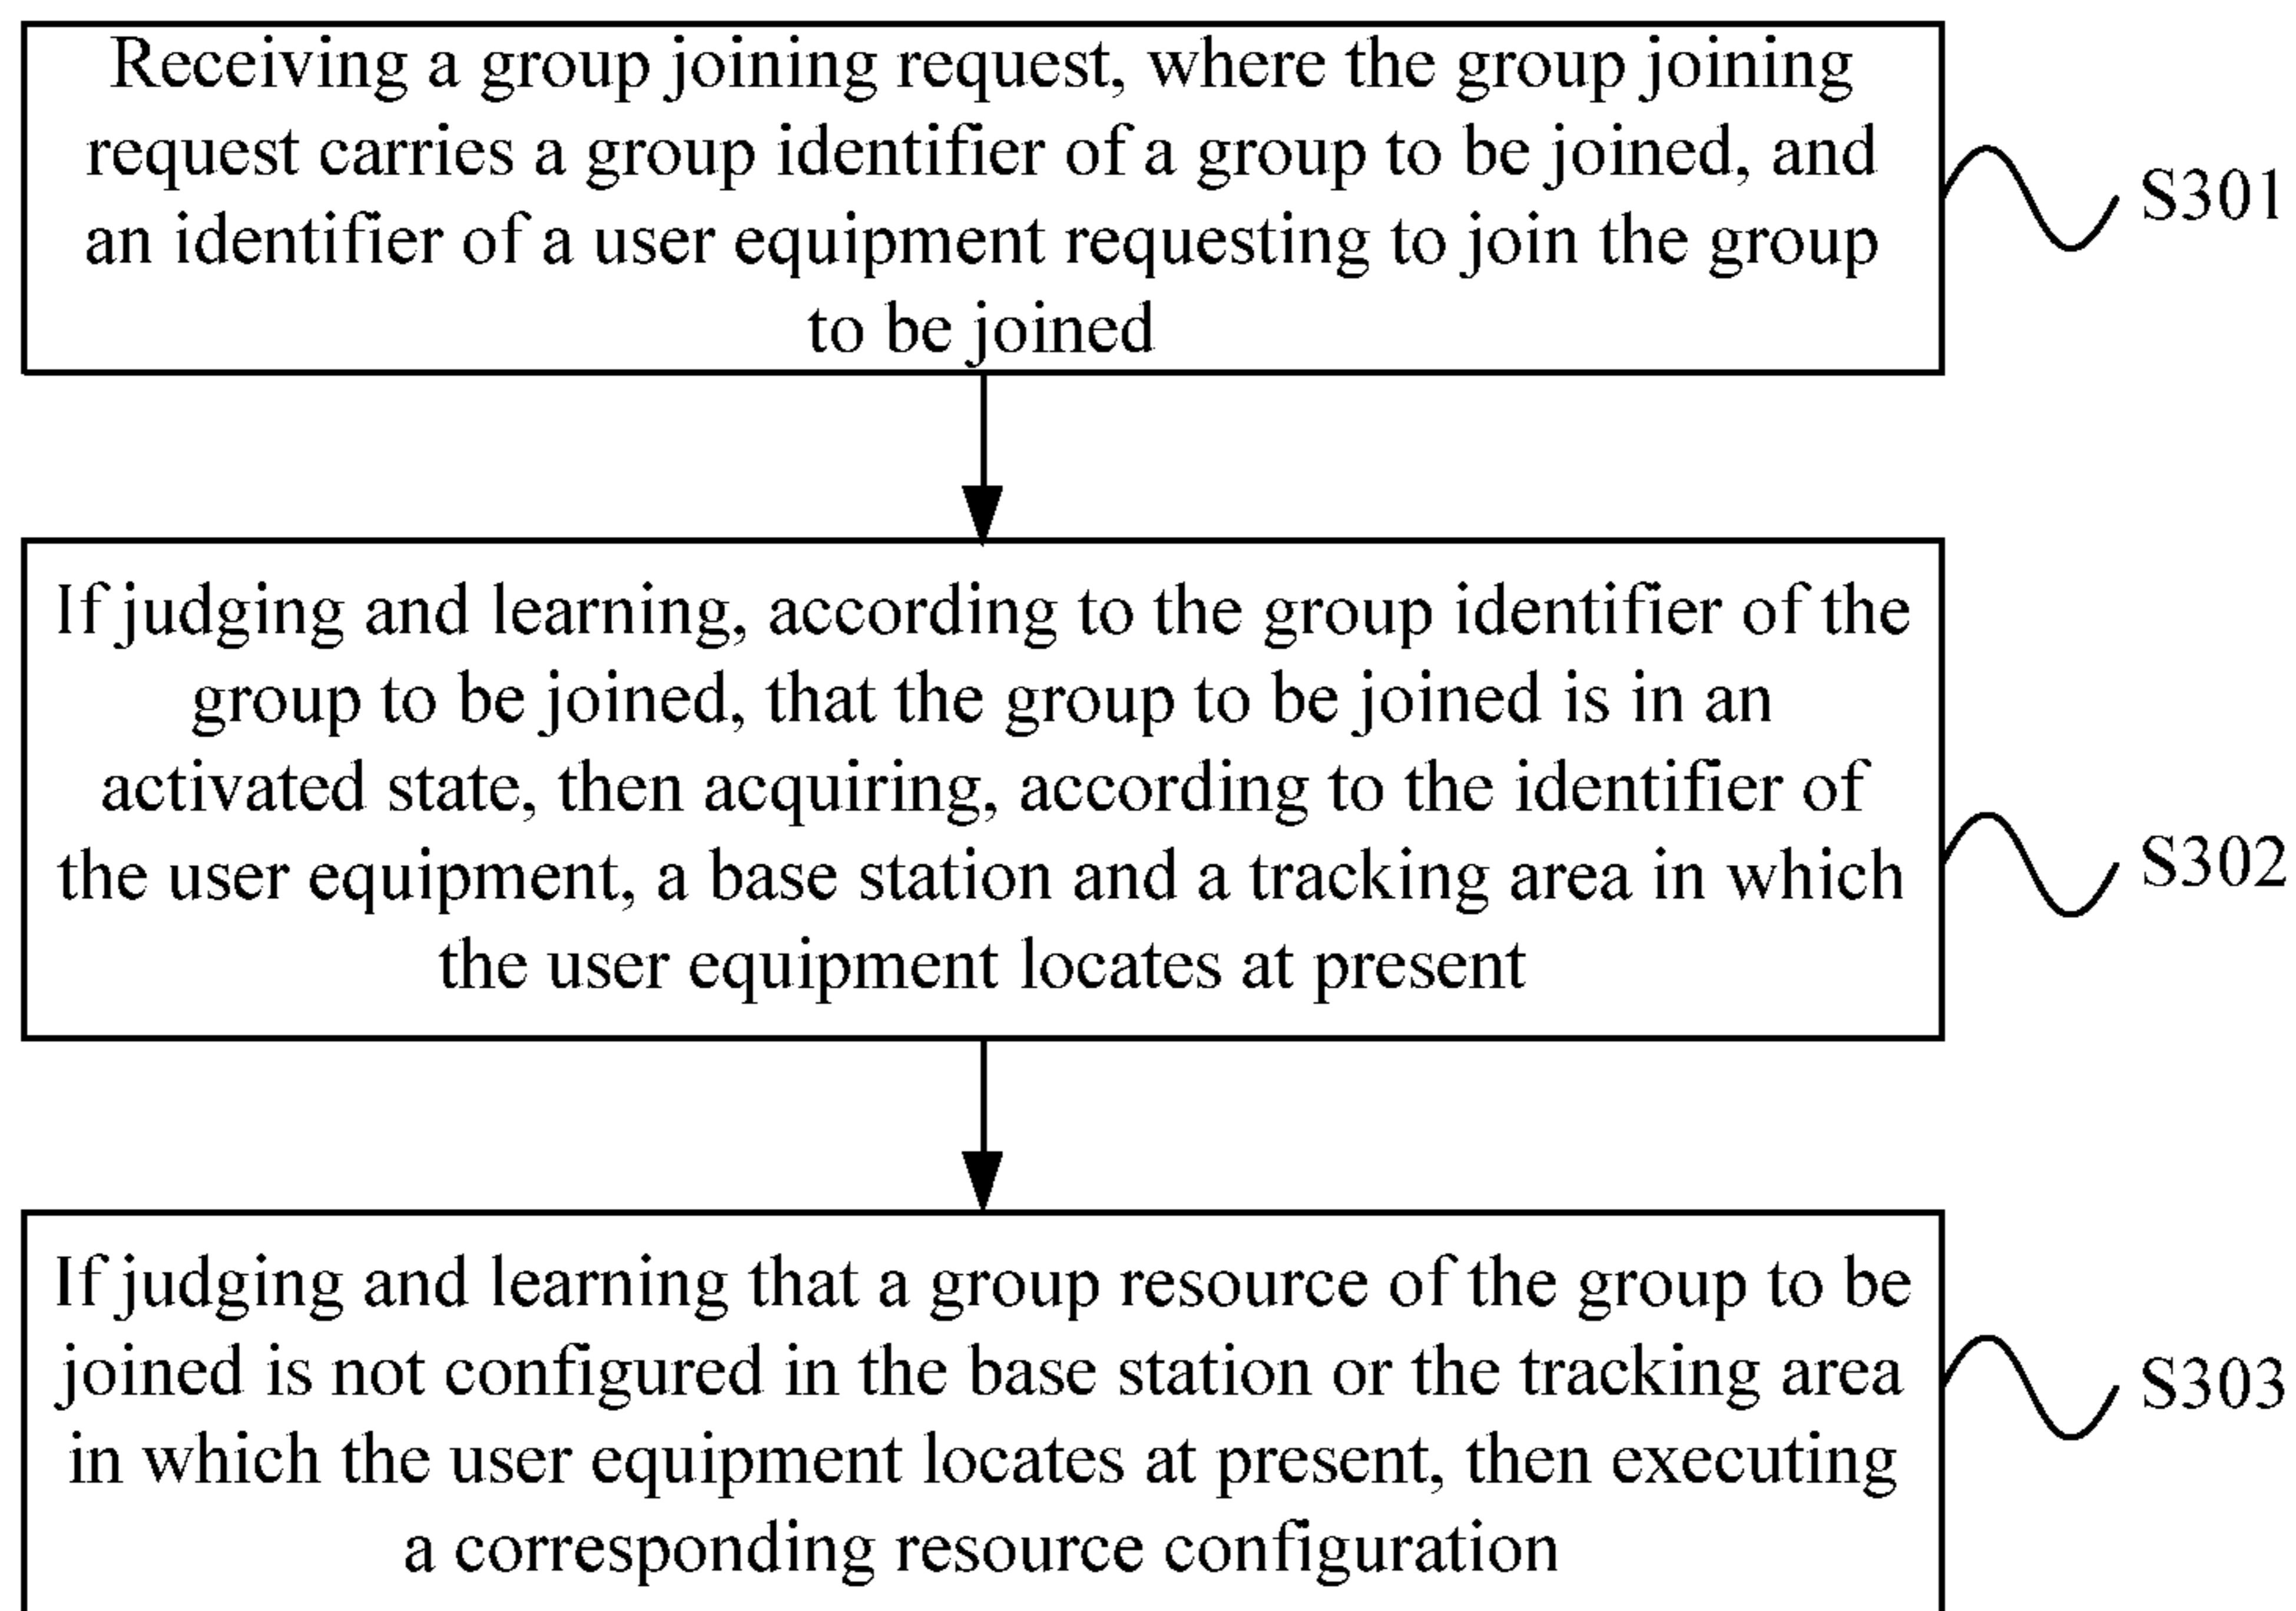 Receiving a group joining request, where the group joining
request carries a group identifier of a group to be joined, and
an identifier of a user equipment requesting to join the group
to be joined
S301
If judging and learning, according to the group identifier of the
group to be joined, that the group to be joined is in an
activated state, then acquiring, according to the identifier of
the user equipment, a base station and a tracking area in which
the user equipment locates at present
S302
If judging and learning that a group resource of the group to be
joined is not configured in the base station or the tracking area
in which the user equipment locates at present, then executing
a corresponding resource configuration
S303